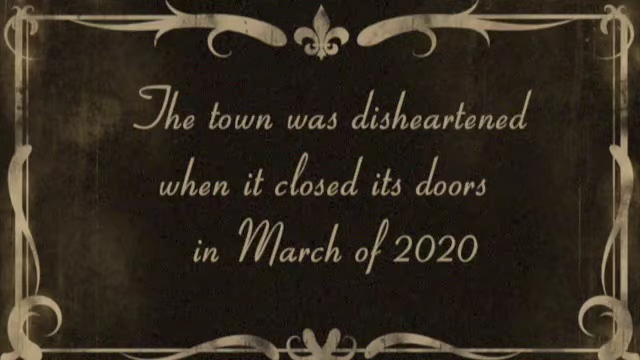 The town was disheartened
when it closed its doors
in March of 2020